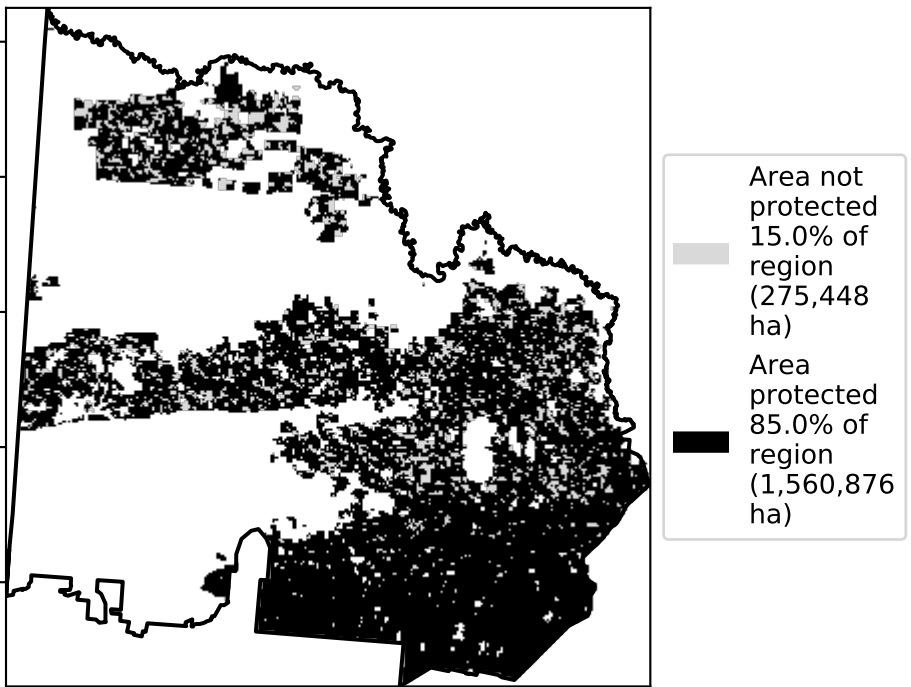 Area not
protected
15.0% of
region
(275,448
ha)
Area
protected
85.0% of
region
(1,560,876
ha)